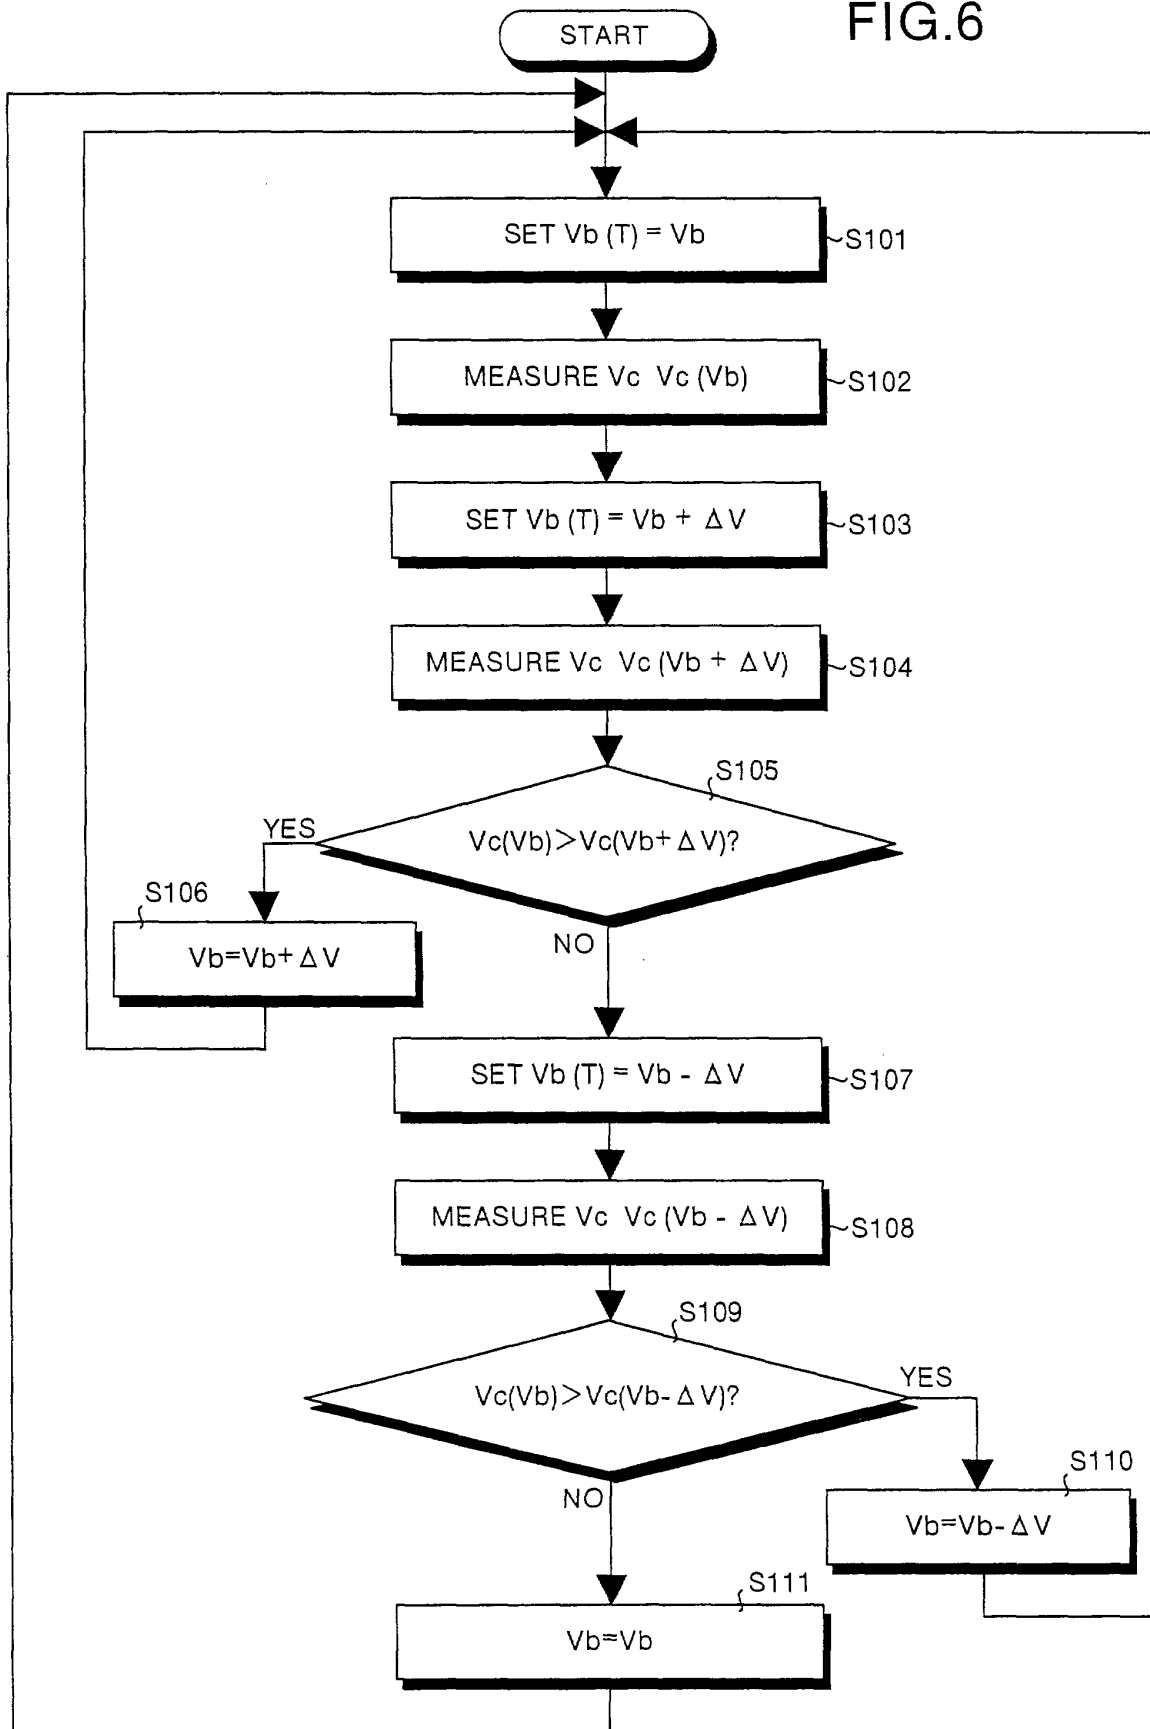 FIG.6
START
SET Vb (T) = Vb
S101
MEASURE Vc Vc (Vb)
S102
SET Vb (T) = Vb + ΔV
S103
MEASURE Vc Vc (Vb + ΔV)
S104
S105
Vc(Vb)>Vc(Vb+ΔV)?
YES
S106
Vb=Vb+ΔV
NO
SET Vb (T) = Vb - ΔV
S107
MEASURE Vc Vc (Vb - ΔV)
S108
S109
Vc(Vb)>Vc(Vb-ΔV)?
YES
S110
Vb=Vb-ΔV
NO
S111
Vb=Vb